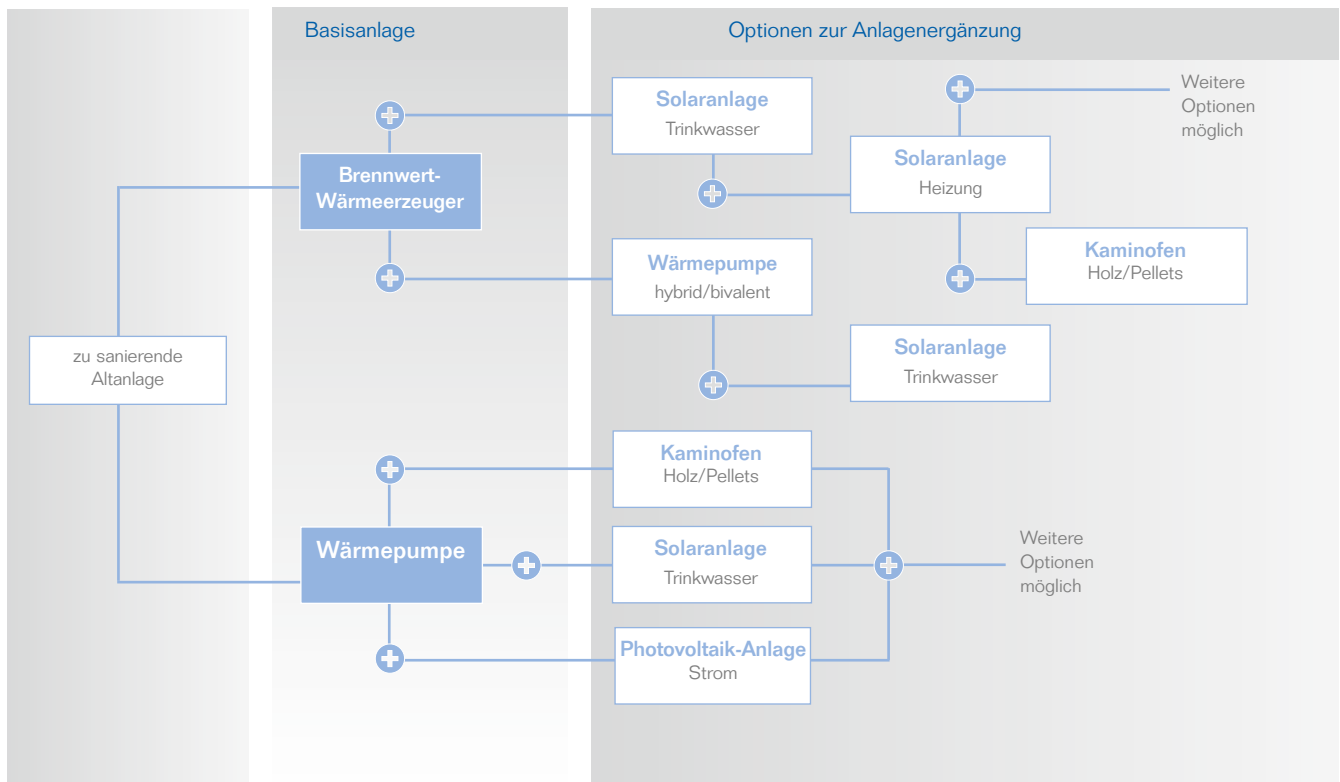 Basisanlage
Optionen zur Anlagenergänzung
zu sanierende
Altanlage
Brennwert-
Wärmeerzeuger
Solaranlage
Trinkwasser
Solaranlage
Heizung
Weitere
Optionen
möglich
Wärmepumpe
hybrid/bivalent
Kaminofen
Holz/Pellets
Solaranlage
Trinkwasser
Wärmepumpe
Kaminofen
Holz/Pellets
Solaranlage
Trinkwasser
Photovoltaik-Anlage
Strom
Weitere
Optionen
möglich